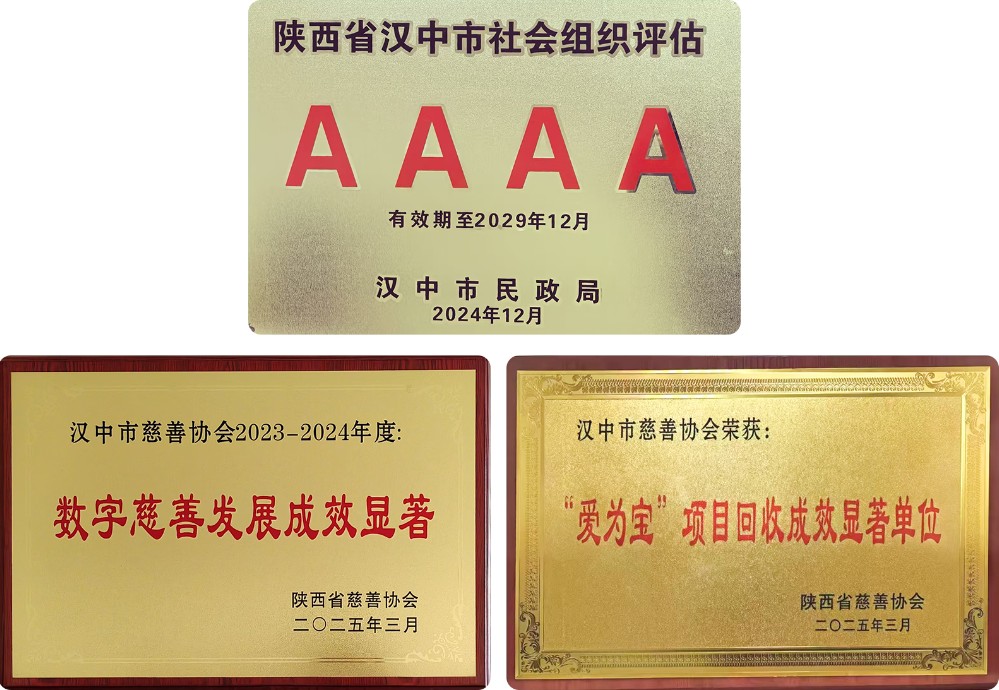 陕西省汉中市社会组织评估
AAAA
有效期至2029年12月
汉中市民政局
2024年12月
汉中市慈善协会2023-2024年度:
数字慈善发展成效显著
陕西省慈善协会
二〇二五年三月
汉中市慈善协会荣获:
“爱为宝”项目回收成效显著单位
陕西省慈善协会
二〇二五年三月